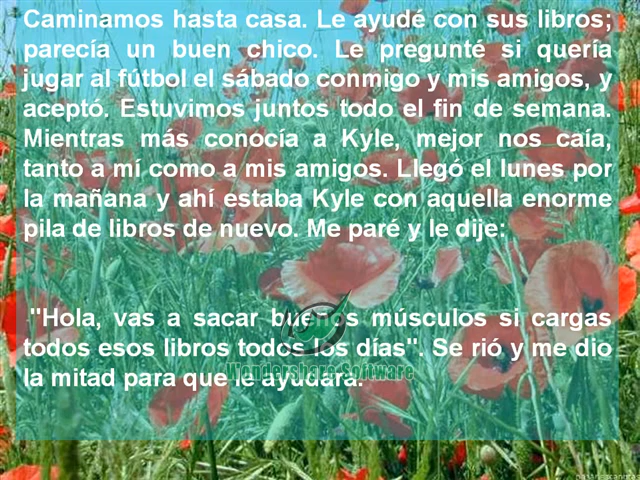 Caminamos hasta casa. Le ayudé con sus libros;
parecía un buen chico. Le pregunté si quería
jugar al fútbol el sábado conmigo y mis amigos, y
aceptó. Estuvimos juntos todo el fin de semana.
Mientras más conocía a Kyle, mejor nos caía,
tanto a mí como a mis amigos. Llegó el lunes por
la mañana y ahí estaba Kyle con aquella enorme
pila de libros de nuevo. Me paré y le dije:
"Hola, vas a sacar buenos músculos si cargas
todos esos libros todos los días". Se rió y me dio
la mitad para que le ayudara.
Wondershare Software